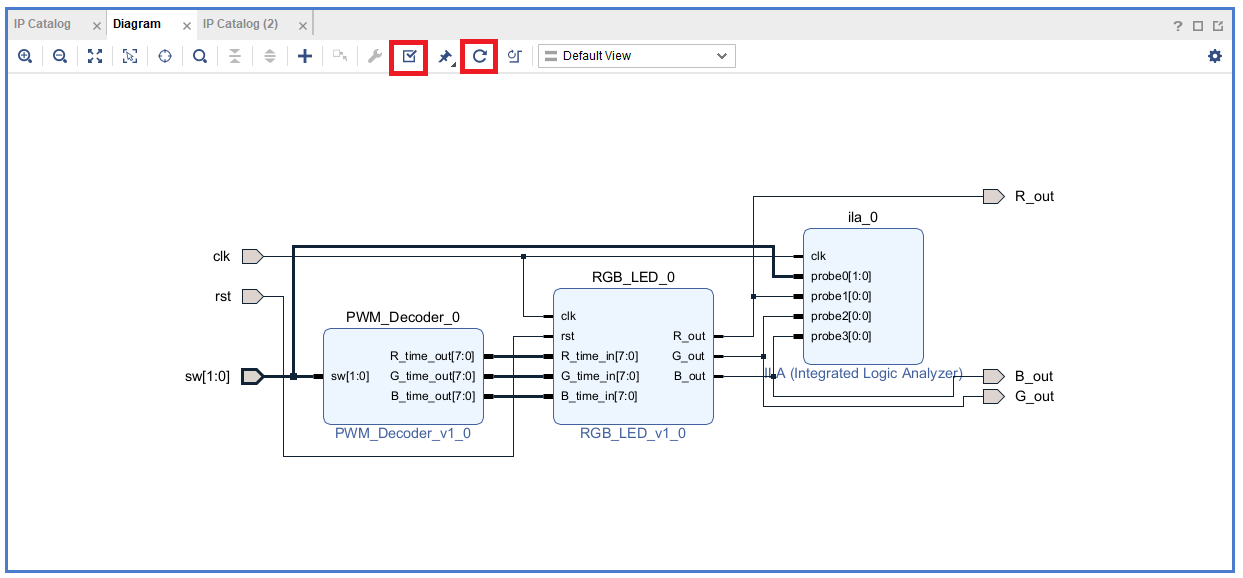 IP Catalog × Diagram × IP Catalog (2) ×
?
Default View
R_out
ila_0
clk
clk
probe0[1:0]
RGB_LED_0
rst
probe1[0:0]
PWM_Decoder_0
clk
probe2[0:0]
rst
R_out
probe3[0:0]
R_time_out[7:0]
R_time_in[7:0]
G_out
sw[1:0]
sw[1:0]
G_time_out[7:0]
G_time_in[7:0]
B_out
ILA (Integrated Logic Analyzer)
B_out
B_time_out[7:0]
B_time_in[7:0]
G_out
PWM_Decoder_v1_0
RGB_LED_v1_0